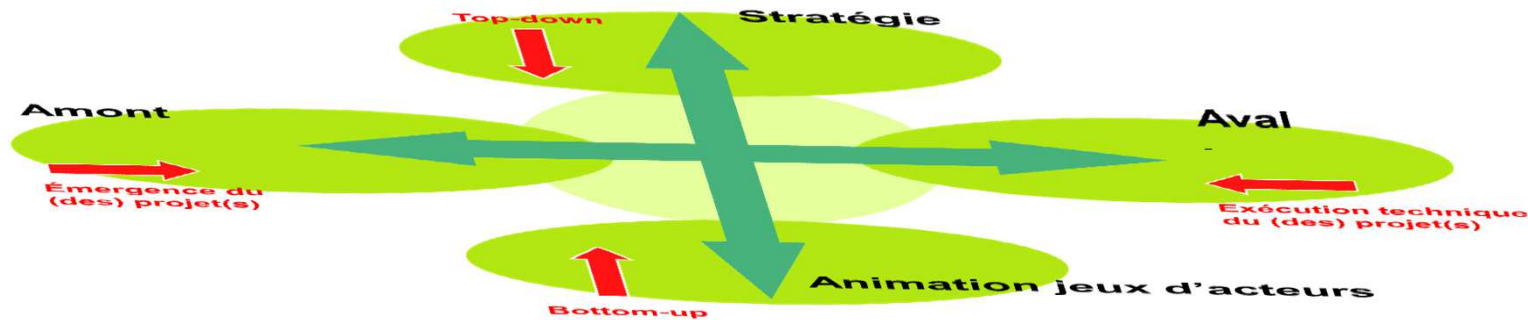 Top-down
Stratégie
Amont
Aval
-
Émergence du
(des) projet(s)
Exécution technique
du (des) projet(s)
Animation jeux d'acteurs
Bottom-up